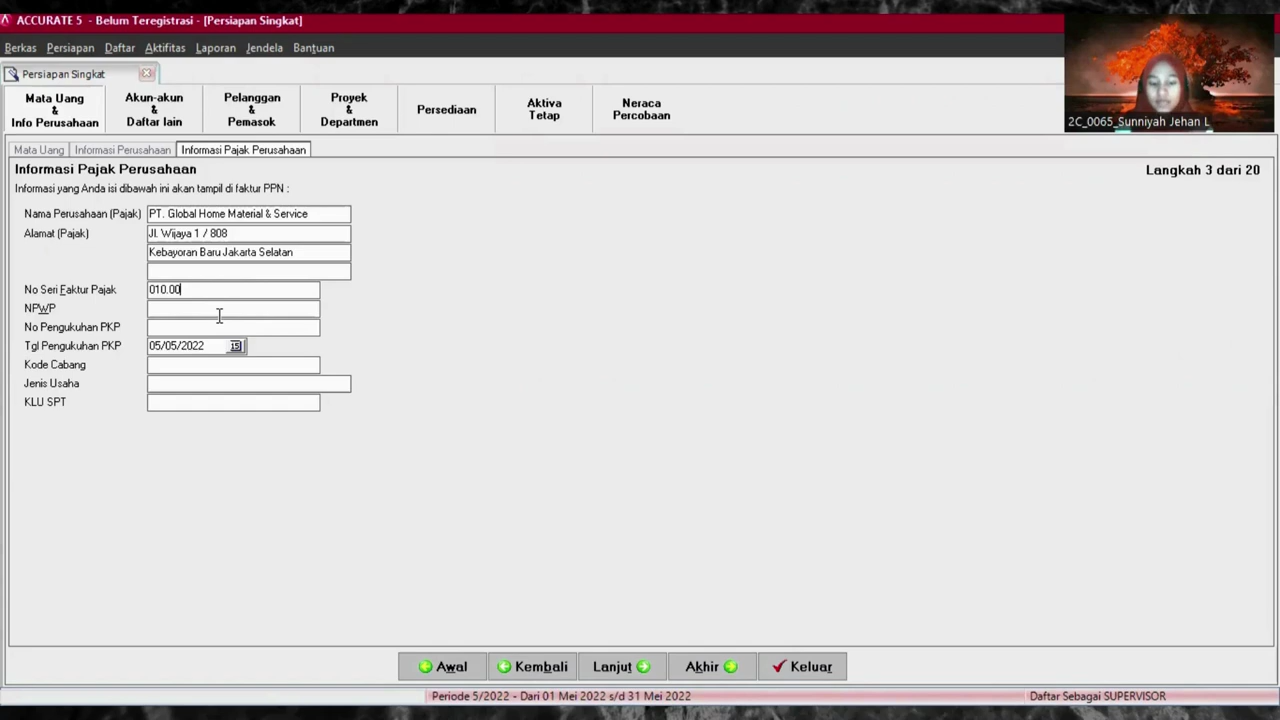 ACCURATE 5 - Belum Teregistrasi - [Persiapan Singkat]
Berkas Persiapan Daftar Aktifitas Laporan Jendela Bantuan
Persiapan Singkat
Mata Uang & Info Perusahaan
Akun-akun & Daftar lain
Pelanggan & Pemasok
Proyek & Departmen
Persediaan
Aktiva Tetap
Neraca Percobaan
2C_0065_Sunniyah Jehan L
Mata Uang Informasi Perusahaan Informasi Pajak Perusahaan
Informasi Pajak Perusahaan Langkah 3 dari 20
Informasi yang Anda isi dibawah ini akan tampil di faktur PPN :
Nama Perusahaan (Pajak) PT. Global Home Material & Service
Alamat (Pajak) Jl. Wijaya 1 / 808
Kebayoran Baru Jakarta Selatan
No Seri Faktur Pajak 010.00
NPWP
No Pengukuhan PKP
Tgl Pengukuhan PKP 05/05/2022 15
Kode Cabang
Jenis Usaha
KLU SPT
Awal Kembali Lanjut Akhir Keluar
Periode 5/2022 - Dari 01 Mei 2022 s/d 31 Mei 2022 Daftar Sebagai SUPERVISOR